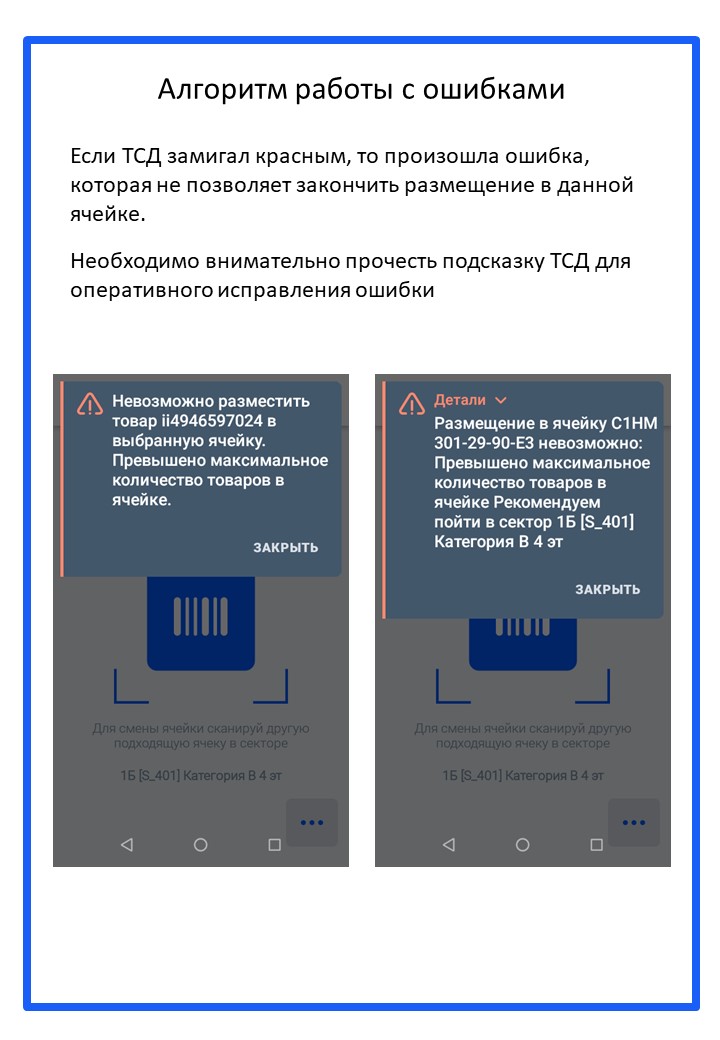 Алгоритм работы с ошибками
Если ТСД замигал красным, то произошла ошибка,
которая не позволяет закончить размещение в данной
ячейке.
Необходимо внимательно прочесть подсказку ТСД для
оперативного исправления ошибки
Невозможно разместить
товар ii4946597024 в
выбранную ячейку.
Превышено максимальное
количество товаров в
ячейке.
ЗАКРЫТЬ
Для смены ячейки сканируй другую
подходящую ячеку в секторе
1Б [S_401] Категория В 4 эт
Детали
Размещение в ячейку С1НМ
301-29-90-Е3 невозможно:
Превышено максимальное
количество товаров в
ячейке Рекомендуем
пойти в сектор 1Б [S_401]
Категория В 4 эт
ЗАКРЫТЬ
Для смены ячейки сканируй другую
подходящую ячеку в секторе
1Б [S_401] Категория В 4 эт